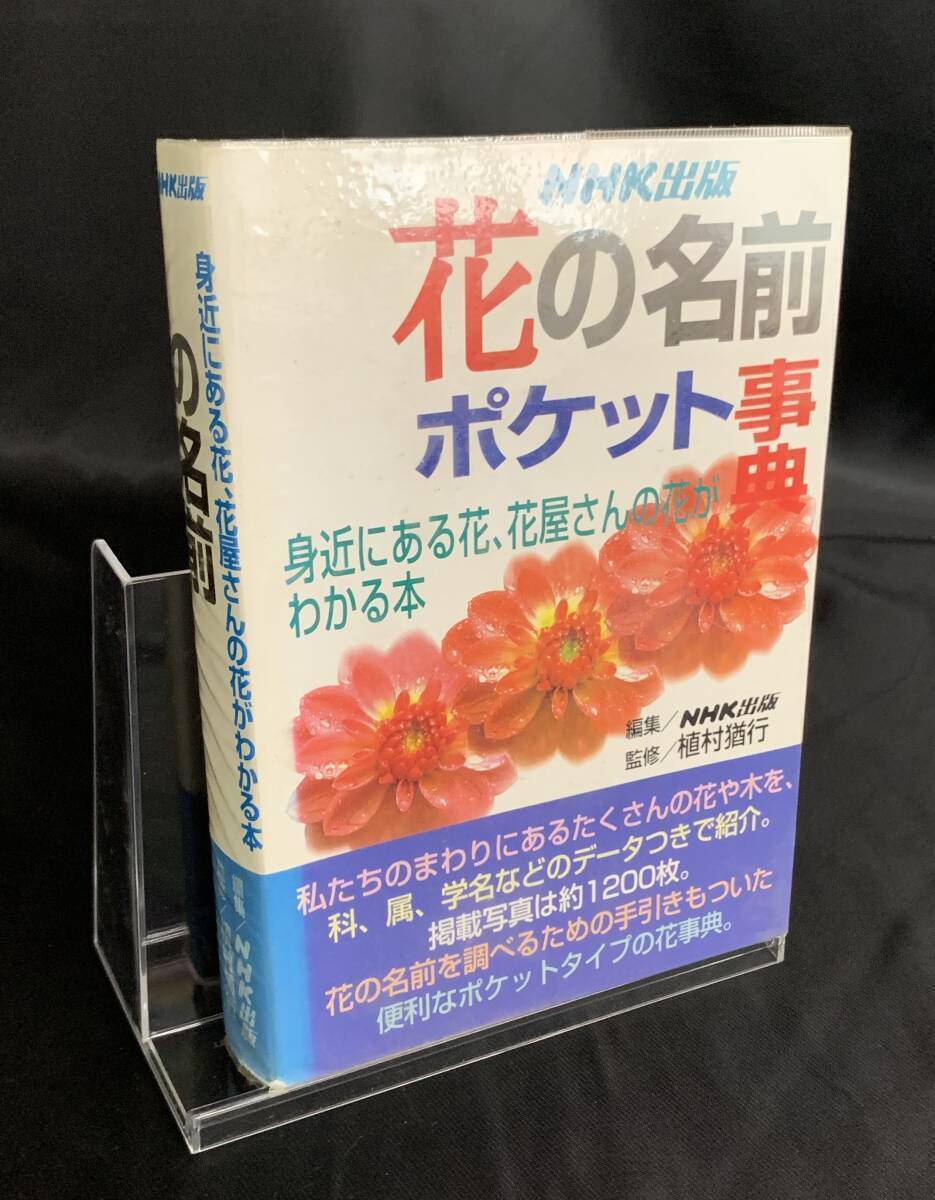 NHK出版
花の名前
ポケット事典
身近にある花、花屋さんの花が
わかる本
編集/NHK出版
監修/植村猶行
私たちのまわりにあるたくさんの花や木を、
科、属、学名などのデータつきで紹介。
掲載写真は約1200枚。
花の名前を調べるための手引きもついた
便利なポケットタイプの花事典。
NHK出版
身近にある花、花屋さんの花がわかる本
の名前
編集/NHK出版